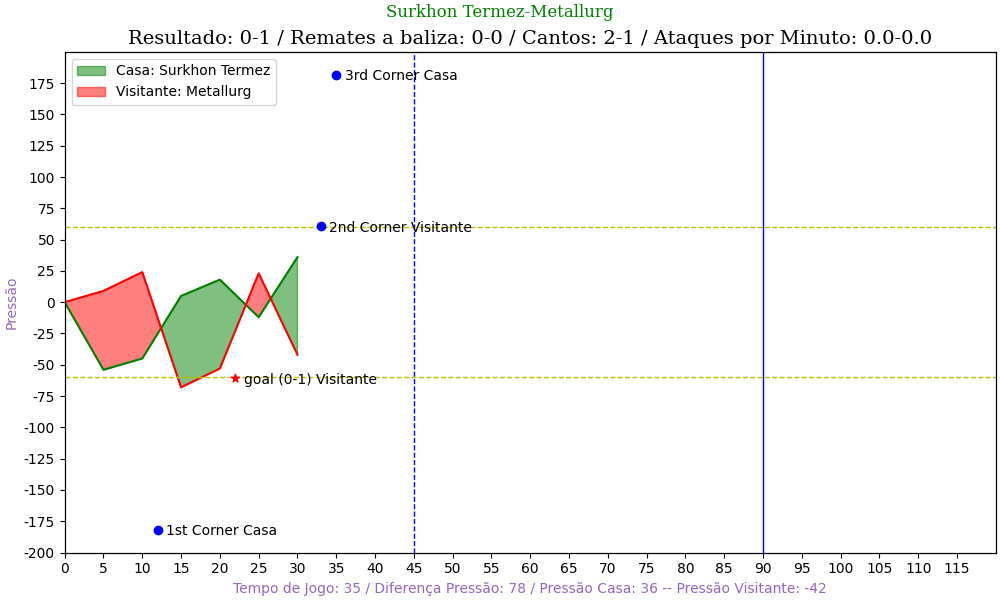 Surkhon Termez-Metallurg
Resultado: 0-1 / Remates a baliza: 0-0 / Cantos: 2-1 / Ataques por Minuto: 0.0-0.0
Casa: Surkhon Termez
Visitante: Metallurg
3rd Corner Casa
2nd Corner Visitante
goal (0-1) Visitante
1st Corner Casa
Pressão
175
150
125
100
75
50
25
0
-25
-50
-75
-100
-125
-150
-175
-200
0 5 10 15 20 25 30 35 40 45 50 55 60 65 70 75 80 85 90 95 100 105 110 115
Tempo de Jogo: 35 / Diferença Pressão: 78 / Pressão Casa: 36 -- Pressão Visitante: -42